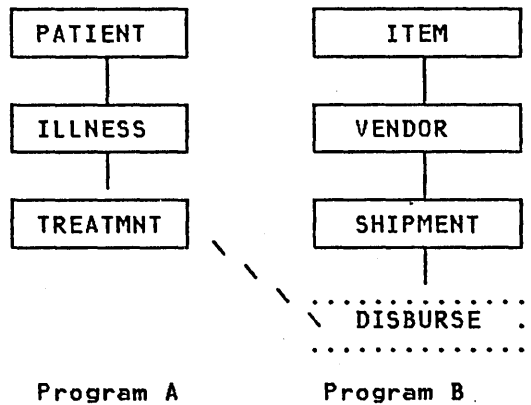 PATIENT
ILLNESS
TREATMNT
Program A
ITEM
VENDOR
SHIPMENT
DISBURSE
Program B